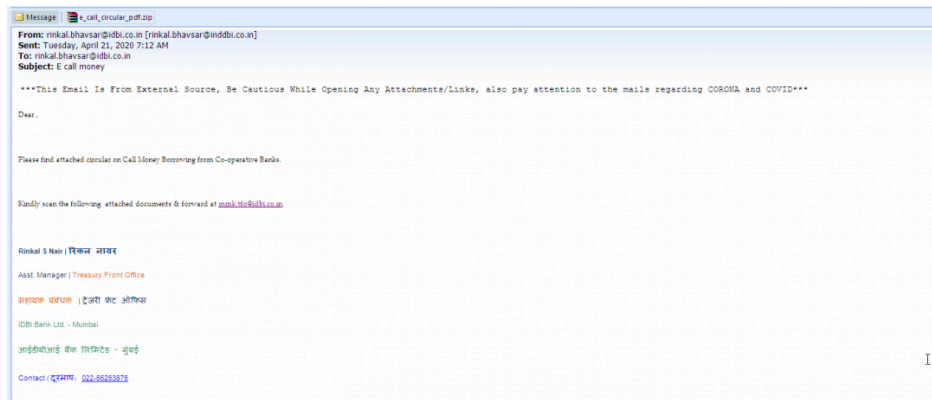 Message e_call_circular_pdf.zip
From: rinkal.bhavsar@idbi.co.in [rinkal.bhavsar@inddbi.co.in]
Sent: Tuesday, April 21, 2020 7:12 AM
To: rinkal.bhavsar@idbi.co.in
Subject: E call money
***This Email Is From External Source, Be Cautious While Opening Any Attachments/Links, also pay attention to the mails regarding CORONA and COVID***
Dear ,
Please find attached circular on Call Money Borrowing from Co-operative Banks.
Kindly scan the following attached documents & forward at mmk.tfo@idbi.co.in.
Rinkal S Nair | रिंकल नायर
Asst. Manager | Treasury Front Office
सहायक प्रबंधक | ट्रेजरी फ्रंट ऑफिस
IDBI Bank Ltd. - Mumbai
आईडीबीआई बैंक लिमिटेड - मुंबई
Contact / दूरभाष: 022-66263876